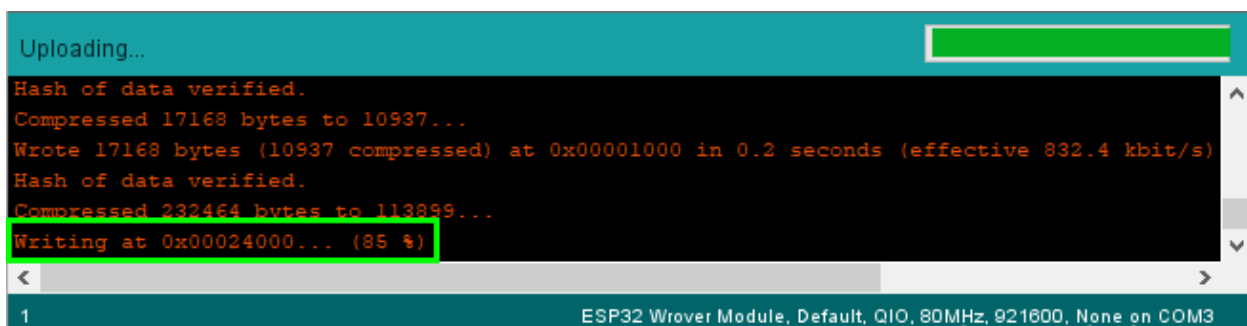 Uploading...
Hash of data verified.
Compressed 17168 bytes to 10937...
Wrote 17168 bytes (10937 compressed) at 0x00001000 in 0.2 seconds (effective 832.4 kbit/s)
Hash of data verified.
Compressed 232464 bytes to 113899...
Writing at 0x00024000... (85 %)
1
ESP32 Wrover Module, Default, QIO, 80MHz, 921600, None on COM3